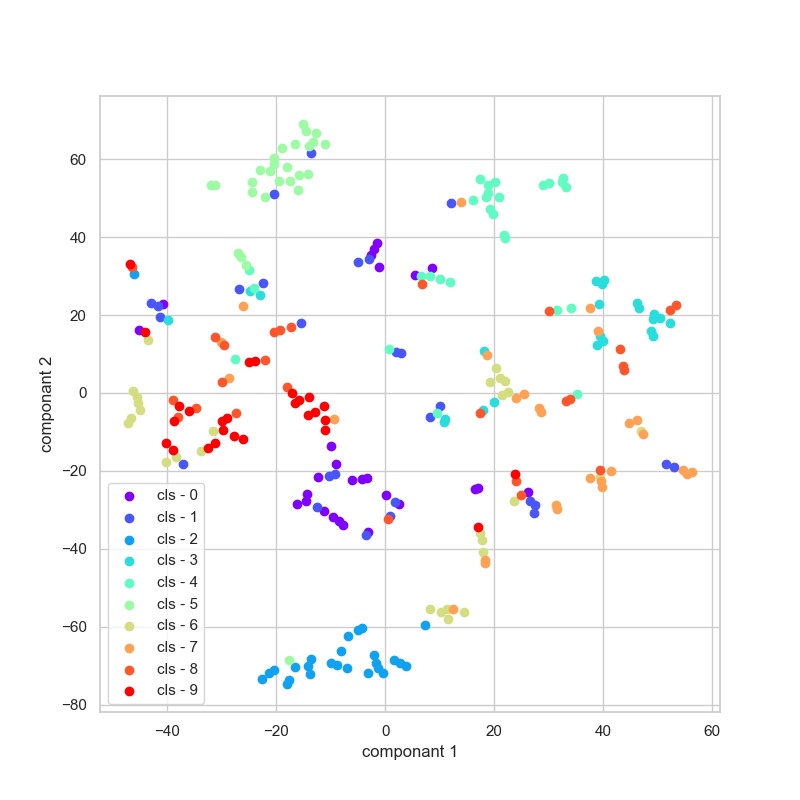 60
40
20
0
−20
−40
−60
−80
componant 2
cls - 0
cls - 1
cls - 2
cls - 3
cls - 4
cls - 5
cls - 6
cls - 7
cls - 8
cls - 9
−40 −20 0 20 40 60
componant 1